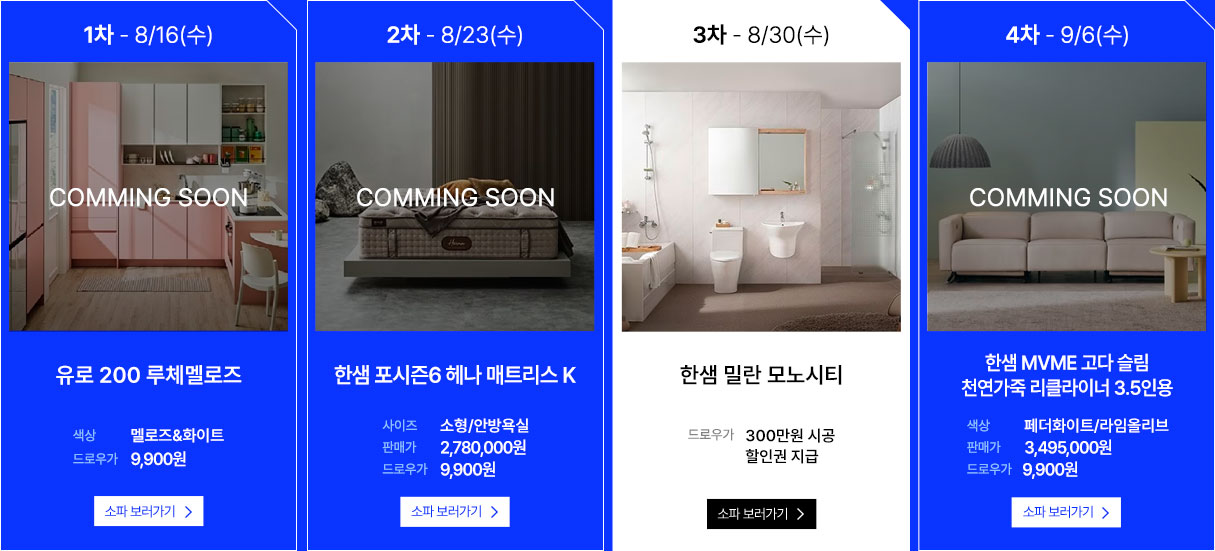 1차 - 8/16(수)
COMMING SOON
유로 200 루체멜로즈
색상 멜로즈&화이트
드로우가 9,900원
소파 보러가기 >
2차 - 8/23(수)
COMMING SOON
한샘 포시즌6 헤나 매트리스 K
사이즈 소형/안방욕실
판매가 2,780,000원
드로우가 9,900원
소파 보러가기 >
3차 - 8/30(수)
한샘 밀란 모노시티
드로우가 300만원 시공
할인권 지급
소파 보러가기 >
4차 - 9/6(수)
COMMING SOON
한샘 MVME 고다 슬림
천연가죽 리클라이너 3.5인용
색상 페더화이트/라임올리브
판매가 3,495,000원
드로우가 9,900원
소파 보러가기 >